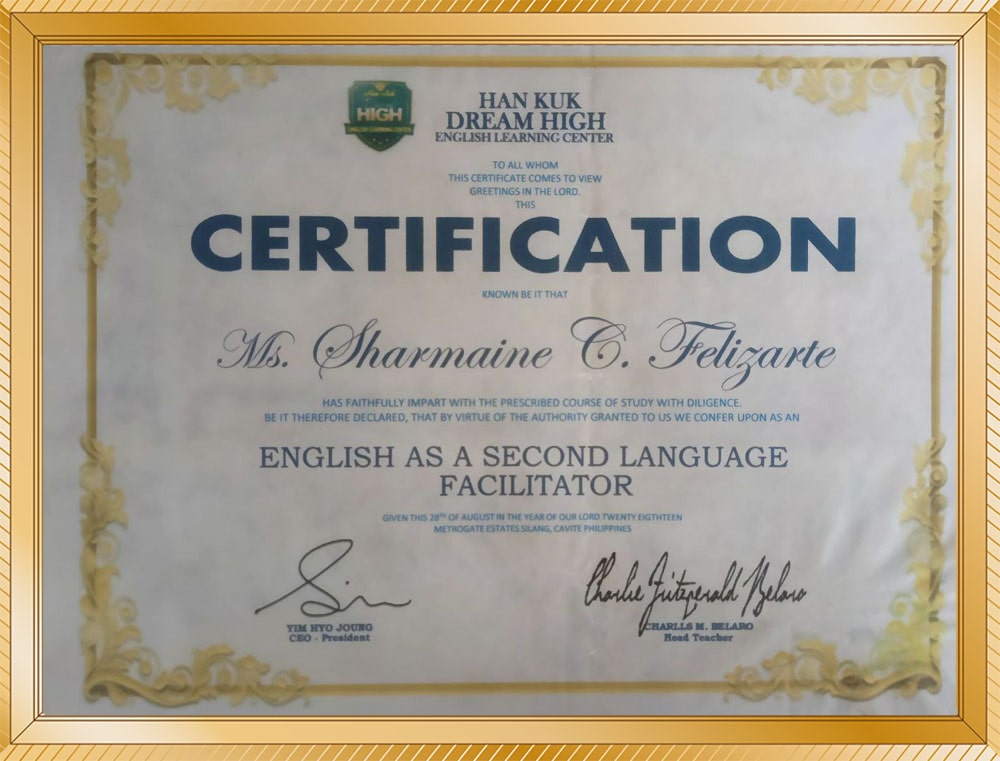 HIGH
ENGLISH LEARNING CENTER
HAN KUK
DREAM HIGH
ENGLISH LEARNING CENTER
TO ALL WHOM
THIS CERTIFICATE COMES TO VIEW
GREETINGS IN THE LORD.
THIS
CERTIFICATION
KNOWN BE IT THAT
Ms. Sharmaine C. Felizarte
HAS FAITHFULLY IMPART WITH THE PRESCRIBED COURSE OF STUDY WITH DILIGENCE.
BE IT THEREFORE DECLARED, THAT BY VIRTUE OF THE AUTHORITY GRANTED TO US WE CONFER UPON AS AN
ENGLISH AS A SECOND LANGUAGE
FACILITATOR
GIVEN THIS 28TH OF AUGUST IN THE YEAR OF OUR LORD TWENTY EIGTHTEEN
METROGATE ESTATES SILANG, CAVITE PHILIPPINES
Charlie Fitzgerald Belaro
YIM HYO JOUNG
CEO - President
CHARLLS M. BELARO
Head Teacher